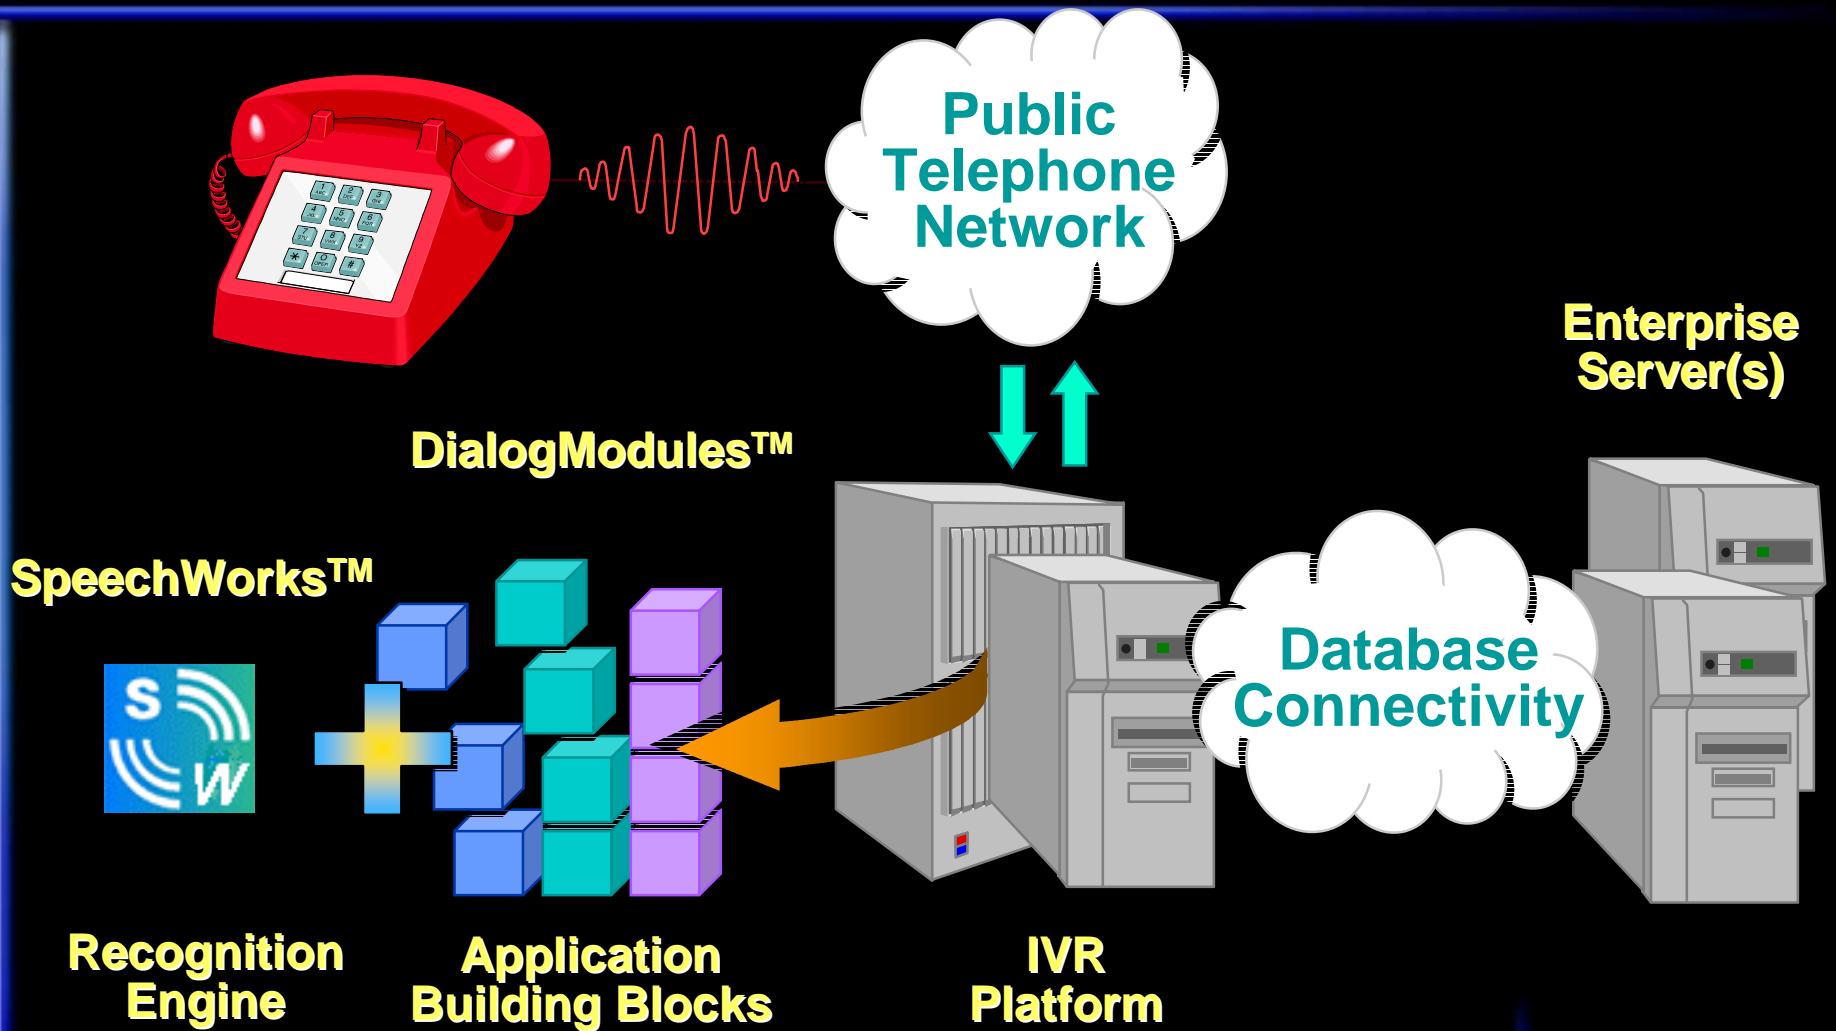 Public
Telephone
Network
Enterprise
Server(s)
DialogModules™
SpeechWorks™
S
W
Database
Connectivity
Recognition
Engine
Application
Building Blocks
IVR
Platform